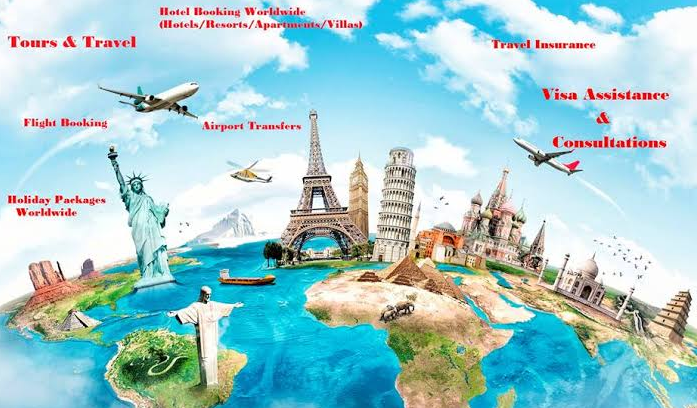 Hotel Booking Worldwide
(Hotels/Resorts/Apartments/Villas)
Tours & Travel
Travel Insurance
Visa Assistance
&
Consultations
Flight Booking
Airport Transfers
Holiday Packages
Worldwide